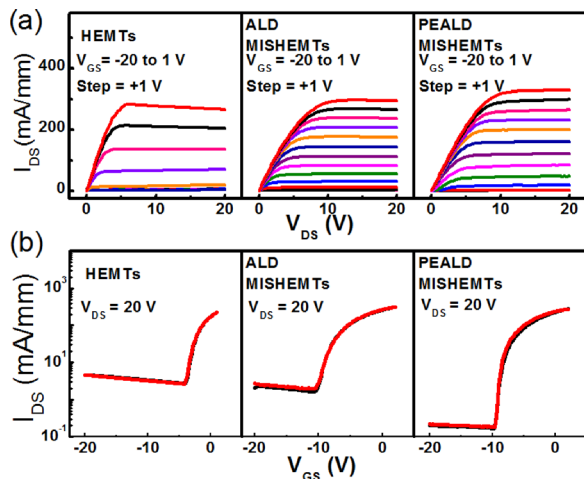 (a)
HEMTs
V_GS = -20 to 1 V
Step = +1 V
ALD
MISHEMTs
V_GS = -20 to 1 V
Step = +1 V
PEALD
MISHEMTs
V_GS = -20 to 1 V
Step = +1 V
I_DS (mA/mm)
400
200
0
0 10 20
0 10 20
0 10 20
V_DS (V)
(b)
HEMTs
V_DS = 20 V
ALD
MISHEMTs
V_DS = 20 V
PEALD
MISHEMTs
V_DS = 20 V
I_DS (mA/mm)
10^3
10^1
10^-1
-20 -10 0
-20 -10 0
-20 -10 0
V_GS (V)